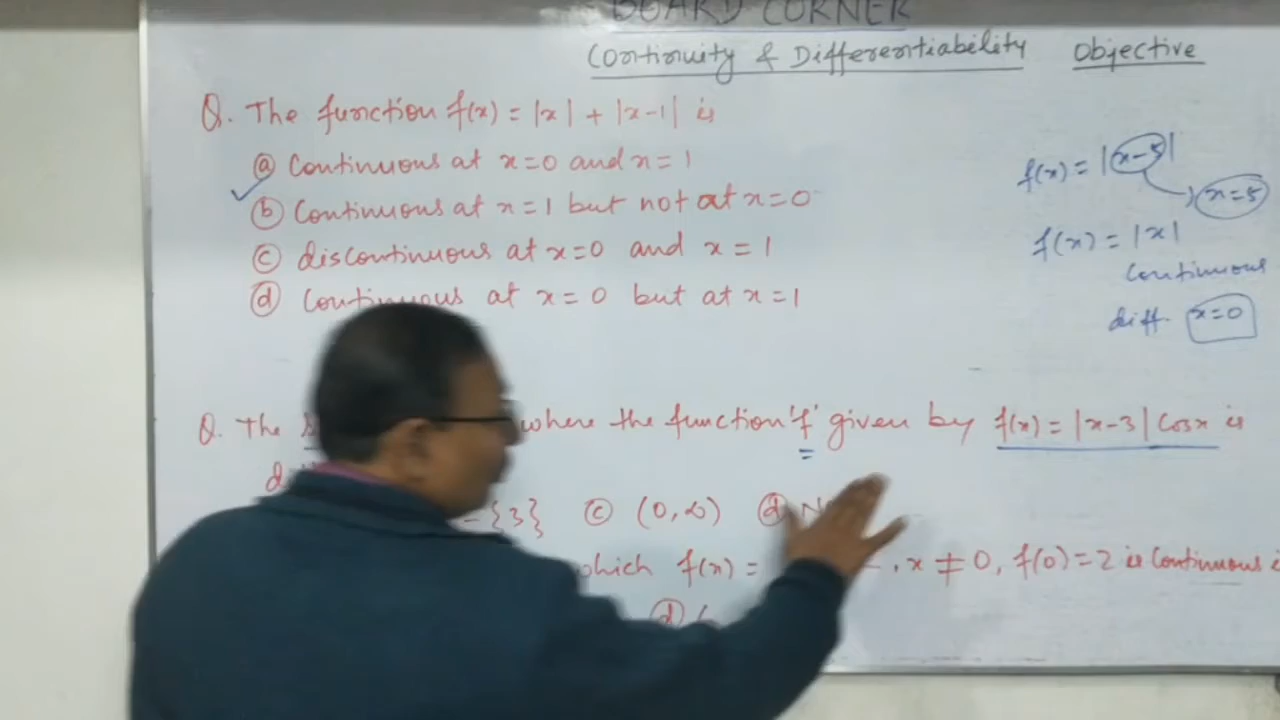 BOARD CORNER
Continuity & Differentiability Objective
Q. The function f(x) = |x| + |x-1| is
ⓐ Continuous at x=0 and x=1
ⓑ Continuous at x=1 but not at x=0
ⓒ discontinuous at x=0 and x=1
ⓓ Continuous at x=0 but at x=1
f(x) = |x-5|
x=5
f(x) = |x|
Continuous
diff. x=0
Q. The where the function 'f' given by f(x) = |x-3| Cosx is
-{3} ⓒ (0,∞) ⓓ
which f(x) = , x≠0, f(0)=2 is Continuous
ⓓ